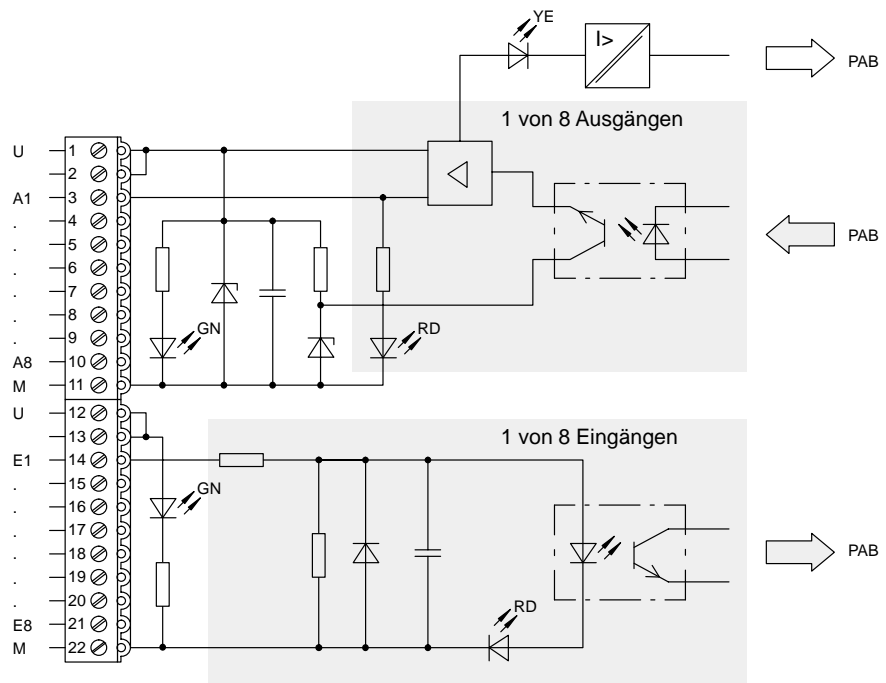 YE
I>
PAB
1 von 8 Ausgängen
U 1
2
A1 3
. 4
. 5
. 6
. 7
. 8
. 9
A8 10
M 11
PAB
GN
RD
U 12
13
E1 14
. 15
. 16
. 17
. 18
. 19
. 20
E8 21
M 22
1 von 8 Eingängen
GN
PAB
RD